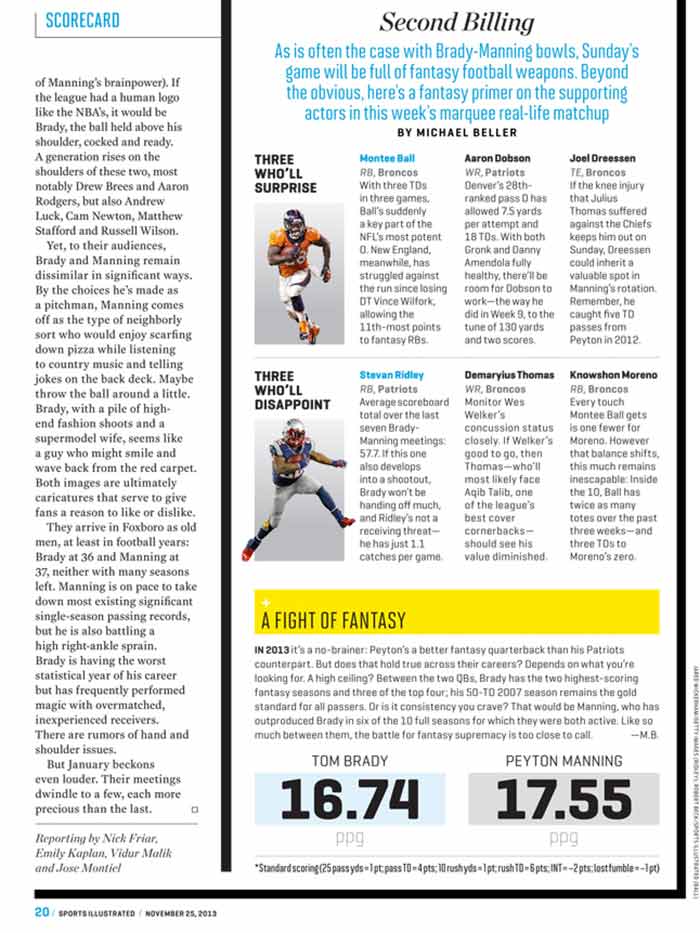 SCORECARD
of Manning's brainpower). If
the league had a human logo
like the NBA's, it would be
Brady, the ball held above his
shoulder, cocked and ready.
A generation rises on the
shoulders of these two, most
notably Drew Brees and Aaron
Rodgers, but also Andrew
Luck, Cam Newton, Matthew
Stafford and Russell Wilson.
Yet, to their audiences,
Brady and Manning remain
dissimilar in significant ways.
By the choices he's made as
a pitchman, Manning comes
off as the type of neighborly
sort who would enjoy scarfing
down pizza while listening
to country music and telling
jokes on the back deck. Maybe
throw the ball around a little.
Brady, with a pile of high-
end fashion shoots and a
supermodel wife, seems like
a guy who might smile and
wave back from the red carpet.
Both images are ultimately
caricatures that serve to give
fans a reason to like or dislike.
They arrive in Foxboro as old
men, at least in football years:
Brady at 36 and Manning at
37, neither with many seasons
left. Manning is on pace to take
down most existing significant
single-season passing records,
but he is also battling a
high right-ankle sprain.
Brady is having the worst
statistical year of his career
but has frequently performed
magic with overmatched,
inexperienced receivers.
There are rumors of hand and
shoulder issues.
But January beckons
even louder. Their meetings
dwindle to a few, each more
precious than the last.
Reporting by Nick Friar,
Emily Kaplan, Vidur Malik
and Jose Montiel
Second Billing
As is often the case with Brady-Manning bowls, Sunday's
game will be full of fantasy football weapons. Beyond
the obvious, here's a fantasy primer on the supporting
actors in this week's marquee real-life matchup
BY MICHAEL BELLER
THREE
WHO'LL
SURPRISE
Montee Ball
RB, Broncos
With three TDs
in three games,
Ball's suddenly
a key part of the
NFL's most potent
O. New England,
meanwhile, has
struggled against
the run since losing
DT Vince Wilfork,
allowing the
11th-most points
to fantasy RBs.
Aaron Dobson
WR, Patriots
Denver's 28th-
ranked pass D has
allowed 7.5 yards
per attempt and
18 TDs. With both
Gronk and Danny
Amendola fully
healthy, there'll be
room for Dobson to
work—the way he
did in Week 9, to the
tune of 130 yards
and two scores.
Joel Dreessen
TE, Broncos
If the knee injury
that Julius
Thomas suffered
against the Chiefs
keeps him out on
Sunday, Dreessen
could inherit a
valuable spot in
Manning's rotation.
Remember, he
caught five TD
passes from
Peyton in 2012.
THREE
WHO'LL
DISAPPOINT
Stevan Ridley
RB, Patriots
Average scoreboard
total over the last
seven Brady-
Manning meetings:
57.7. If this one
also develops
into a shootout,
Brady won't be
handing off much,
and Ridley's not a
receiving threat—
he has just 1.1
catches per game.
Demaryius Thomas
WR, Broncos
Monitor Wes
Welker's
concussion status
closely. If Welker's
good to go, then
Thomas—who'll
most likely face
Aqib Talib, one
of the league's
best cover
cornerbacks—
should see his
value diminished.
Knowshon Moreno
RB, Broncos
Every touch
Montee Ball gets
is one fewer for
Moreno. However
that balance shifts,
this much remains
inescapable: Inside
the 10, Ball has
twice as many
totes over the past
three weeks—and
three TDs to
Moreno's zero.
+
A FIGHT OF FANTASY
IN 2013 it's a no-brainer: Peyton's a better fantasy quarterback than his Patriots
counterpart. But does that hold true across their careers? Depends on what you're
looking for. A high ceiling? Between the two QBs, Brady has the two highest-scoring
fantasy seasons and three of the top four; his 50-TD 2007 season remains the gold
standard for all passers. Or is it consistency you crave? That would be Manning, who has
outproduced Brady in six of the 10 full seasons for which they were both active. Like so
much between them, the battle for fantasy supremacy is too close to call. —M.B.
TOM BRADY
16.74
ppg
PEYTON MANNING
17.55
ppg
*Standard scoring (25 pass yds = 1 pt; pass TD = 4 pts; 10 rush yds = 1 pt; rush TD = 6 pts; INT = –2 pts; lost fumble = –1 pt)
JARED WICKERHAM/GETTY IMAGES (RIDLEY); ROBERT BECK/SPORTS ILLUSTRATED (BALL)
20 / SPORTS ILLUSTRATED / NOVEMBER 25, 2013